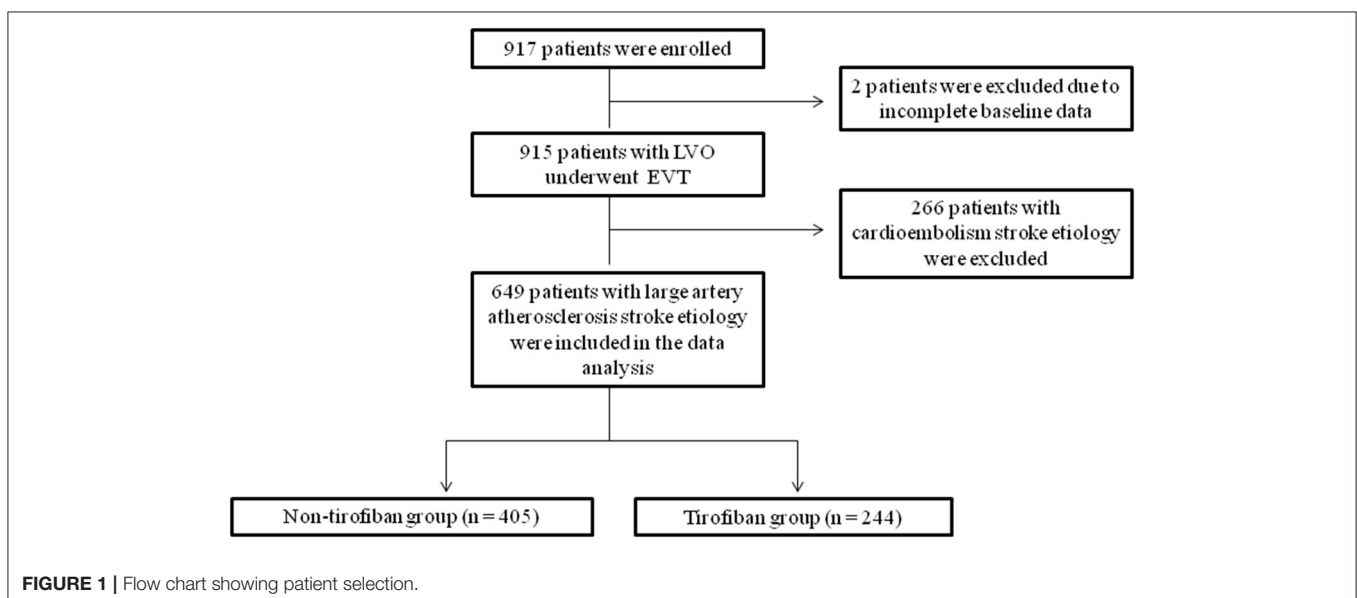 917 patients were enrolled
2 patients were excluded due to
incomplete baseline data
915 patients with LVO
underwent EVT
266 patients with
cardioembolism stroke etiology
were excluded
649 patients with large artery
atherosclerosis stroke etiology
were included in the data
analysis
Non-tirofiban group (n = 405)
Tirofiban group (n = 244)
FIGURE 1 | Flow chart showing patient selection.